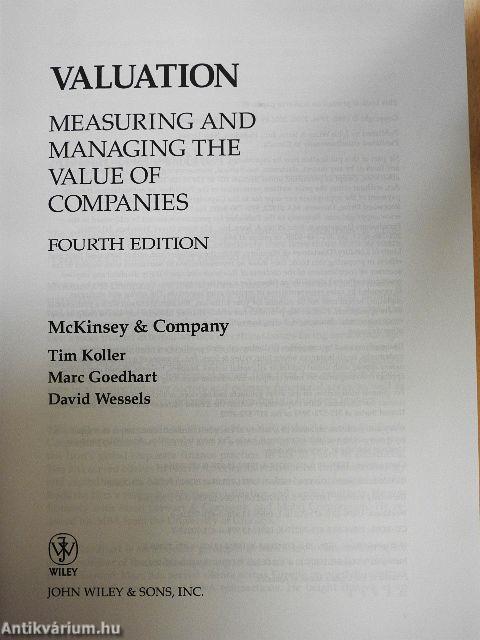 VALUATION
MEASURING AND
MANAGING THE
VALUE OF
COMPANIES
FOURTH EDITION
McKinsey & Company
Tim Koller
Marc Goedhart
David Wessels
WILEY
JOHN WILEY & SONS, INC.
Antikvárium.hu